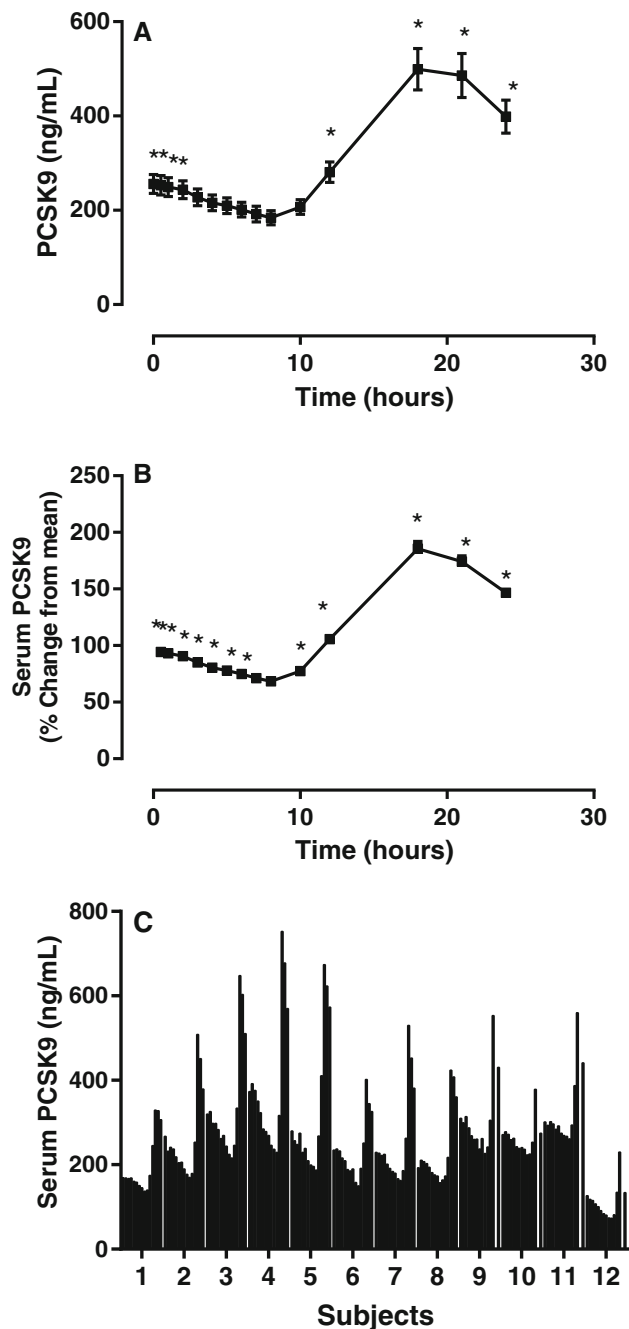 A
PCSK9 (ng/mL)
600
400
200
0
* * * *
*
*
*
*
0 10 20 30
Time (hours)
B
Serum PCSK9
(% Change from mean)
250
200
150
100
50
0
* * * * * * * *
*
*
*
*
*
0 10 20 30
Time (hours)
C
Serum PCSK9 (ng/mL)
800
600
400
200
0
1 2 3 4 5 6 7 8 9 10 11 12
Subjects